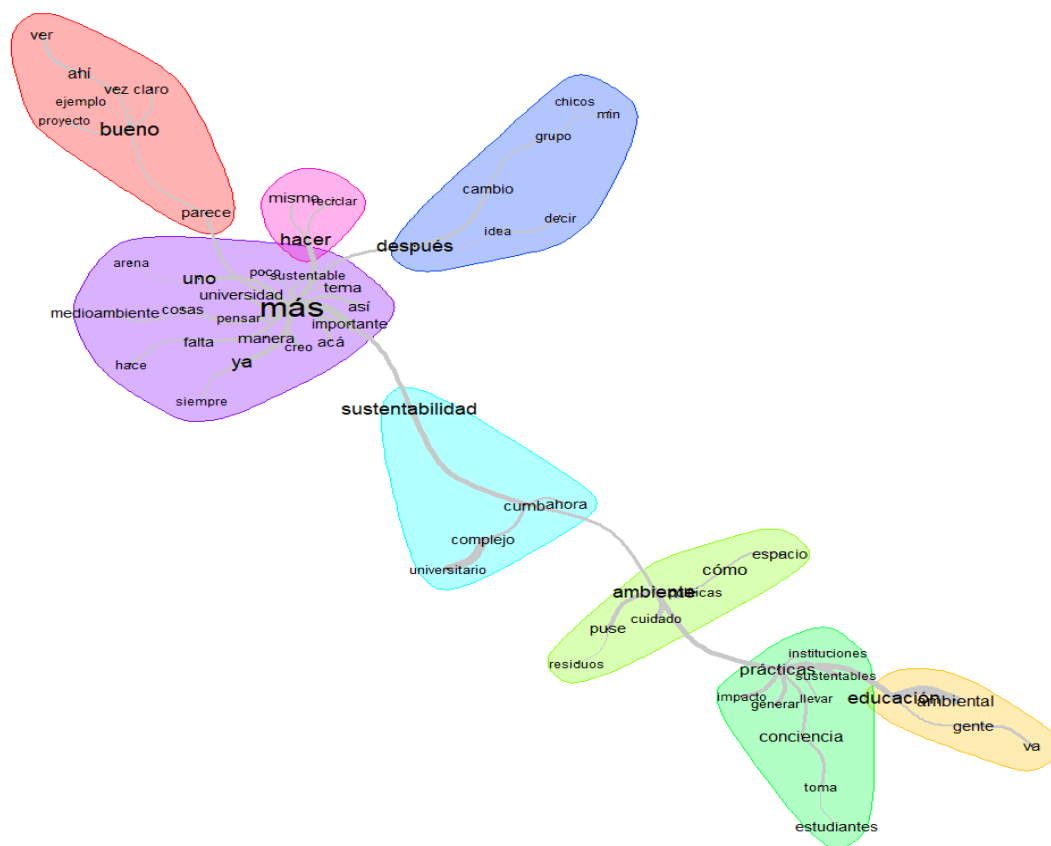 ver
ahí
vez claro
ejemplo
proyecto
bueno
parece
chicos
min
grupo
cambio
decir
idea
después
mismo
reciclar
hacer
arena
uno
poco
sustentable
universidad
tema
más
así
medioambiente
cosas
pensar
importante
falta
manera
creo
acá
hace
ya
siempre
sustentabilidad
cumb
ahora
complejo
universitario
espacio
cómo
ambiente
cuidado
puse
residuos
instituciones
prácticas
sustentables
impacto
generar
llevar
educación
ambiental
conciencia
gente
va
toma
estudiantes